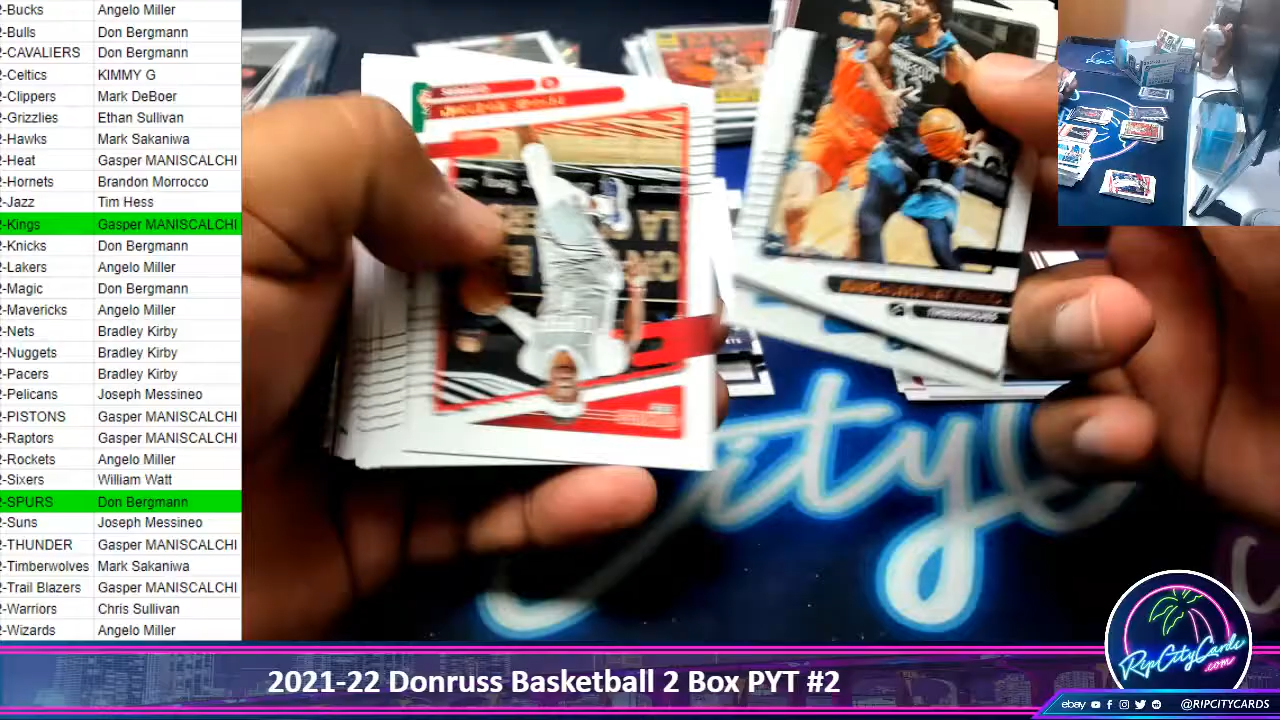 2-Bucks Angelo Miller
2-Bulls Don Bergmann
2-CAVALIERS Don Bergmann
2-Celtics KIMMY G
2-Clippers Mark DeBoer
2-Grizzlies Ethan Sullivan
2-Hawks Mark Sakaniwa
2-Heat Gasper MANISCALCHI
2-Hornets Brandon Morrocco
2-Jazz Tim Hess
2-Kings Gasper MANISCALCHI
2-Knicks Don Bergmann
2-Lakers Angelo Miller
2-Magic Don Bergmann
2-Mavericks Angelo Miller
2-Nets Bradley Kirby
2-Nuggets Bradley Kirby
2-Pacers Bradley Kirby
2-Pelicans Joseph Messineo
2-PISTONS Gasper MANISCALCHI
2-Raptors Gasper MANISCALCHI
2-Rockets Angelo Miller
2-Sixers William Watt
2-SPURS Don Bergmann
2-Suns Joseph Messineo
2-THUNDER Gasper MANISCALCHI
2-Timberwolves Mark Sakaniwa
2-Trail Blazers Gasper MANISCALCHI
2-Warriors Chris Sullivan
2-Wizards Angelo Miller
ity
2021-22 Donruss Basketball 2 Box PYT #2
RipCityCards
.com
ebay @RIPCITYCARDS